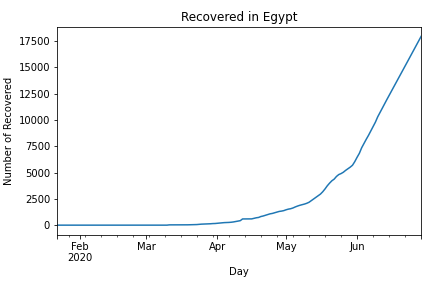 Recovered in Egypt
Number of Recovered
17500
15000
12500
10000
7500
5000
2500
0
Feb
2020
Mar
Apr
May
Jun
Day